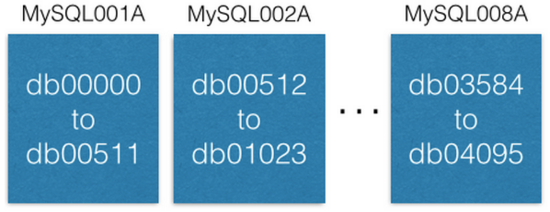 MySQL001A MySQL002A MySQL008A
db00000 db00512 db03584
to to ... to
db00511 db01023 db04095